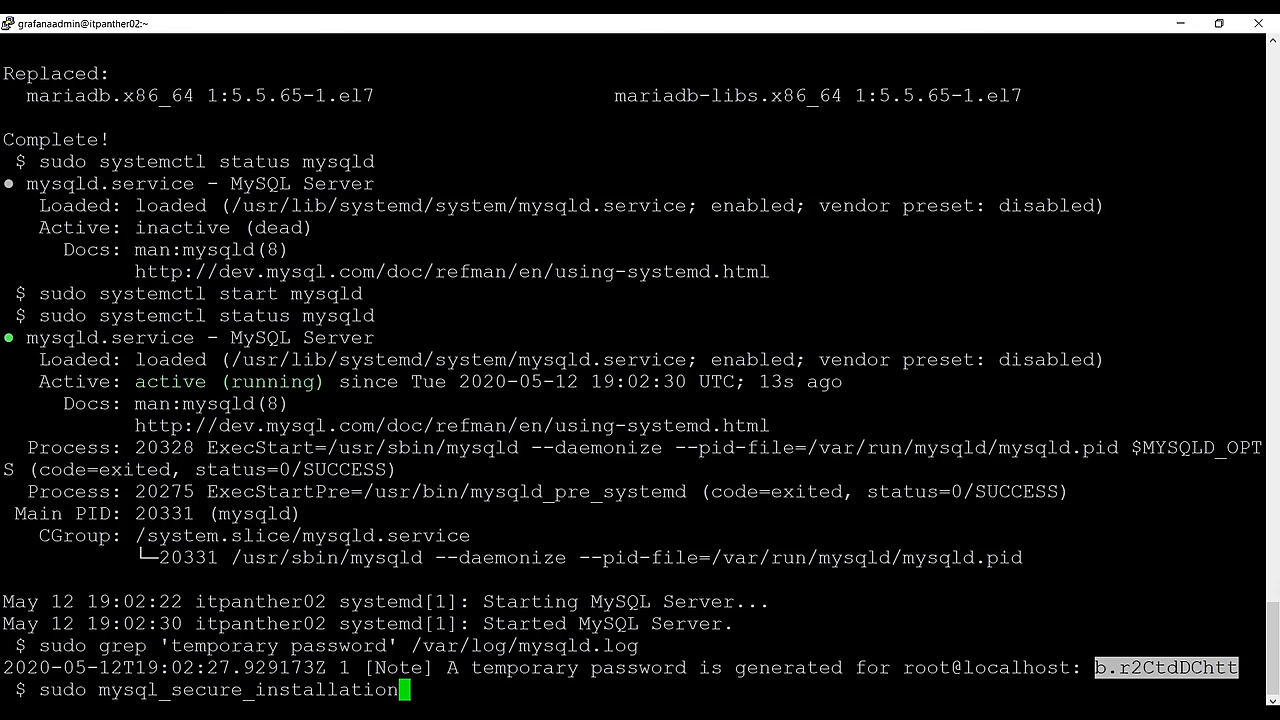 grafanaadmin@itpanther02:~
Replaced:
mariadb.x86_64 1:5.5.65-1.el7 mariadb-libs.x86_64 1:5.5.65-1.el7
Complete!
$ sudo systemctl status mysqld
● mysqld.service - MySQL Server
Loaded: loaded (/usr/lib/systemd/system/mysqld.service; enabled; vendor preset: disabled)
Active: inactive (dead)
Docs: man:mysqld(8)
http://dev.mysql.com/doc/refman/en/using-systemd.html
$ sudo systemctl start mysqld
$ sudo systemctl status mysqld
● mysqld.service - MySQL Server
Loaded: loaded (/usr/lib/systemd/system/mysqld.service; enabled; vendor preset: disabled)
Active: active (running) since Tue 2020-05-12 19:02:30 UTC; 13s ago
Docs: man:mysqld(8)
http://dev.mysql.com/doc/refman/en/using-systemd.html
Process: 20328 ExecStart=/usr/sbin/mysqld --daemonize --pid-file=/var/run/mysqld/mysqld.pid $MYSQLD_OPT
S (code=exited, status=0/SUCCESS)
Process: 20275 ExecStartPre=/usr/bin/mysqld_pre_systemd (code=exited, status=0/SUCCESS)
Main PID: 20331 (mysqld)
CGroup: /system.slice/mysqld.service
└─20331 /usr/sbin/mysqld --daemonize --pid-file=/var/run/mysqld/mysqld.pid
May 12 19:02:22 itpanther02 systemd[1]: Starting MySQL Server...
May 12 19:02:30 itpanther02 systemd[1]: Started MySQL Server.
$ sudo grep 'temporary password' /var/log/mysqld.log
2020-05-12T19:02:27.929173Z 1 [Note] A temporary password is generated for root@localhost: b.r2CtdDChtt
$ sudo mysql_secure_installation